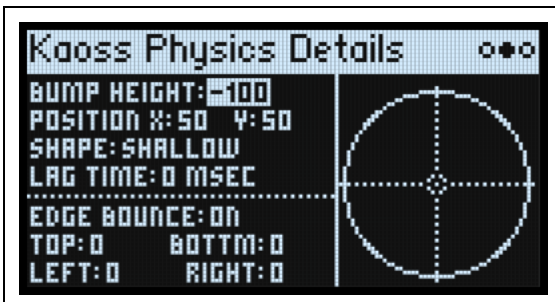 Kaoss Physics Details
BUMP HEIGHT:-100
POSITION X:50 Y:50
SHAPE:SHALLOW
LAG TIME:0 MSEC
EDGE BOUNCE:On
TOP:0 BOTTM:0
LEFT:0 RIGHT:0